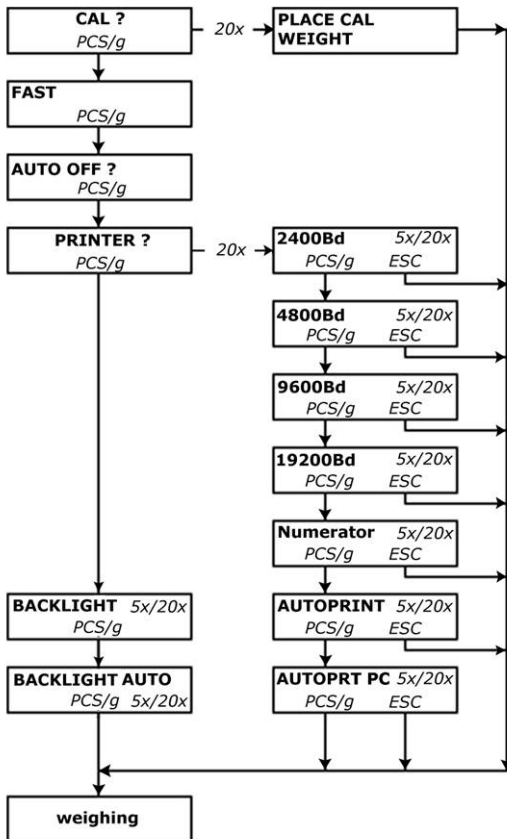 CAL ?
PCS/g
20x
PLACE CAL
WEIGHT
FAST
PCS/g
AUTO OFF ?
PCS/g
PRINTER ?
PCS/g
20x
2400Bd 5x/20x
PCS/g ESC
4800Bd 5x/20x
PCS/g ESC
9600Bd 5x/20x
PCS/g ESC
19200Bd 5x/20x
PCS/g ESC
Numerator 5x/20x
PCS/g ESC
BACKLIGHT 5x/20x
PCS/g
AUTOPRINT 5x/20x
PCS/g ESC
BACKLIGHT AUTO
PCS/g 5x/20x
AUTOPRT PC 5x/20x
PCS/g ESC
weighing